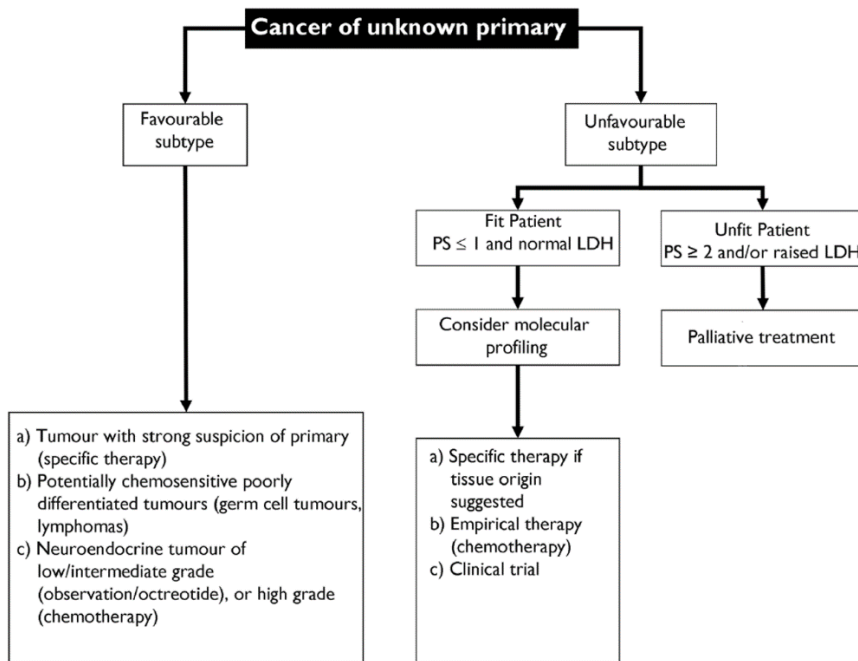 Cancer of unknown primary
Favourable
subtype
Unfavourable
subtype
Fit Patient
PS ≤ 1 and normal LDH
Unfit Patient
PS ≥ 2 and/or raised LDH
Consider molecular
profiling
Palliative treatment
a) Tumour with strong suspicion of primary
(specific therapy)
b) Potentially chemosensitive poorly
differentiated tumours (germ cell tumours,
lymphomas)
c) Neuroendocrine tumour of
low/intermediate grade
(observation/octreotide), or high grade
(chemotherapy)
a) Specific therapy if
tissue origin
suggested
b) Empirical therapy
(chemotherapy)
c) Clinical trial